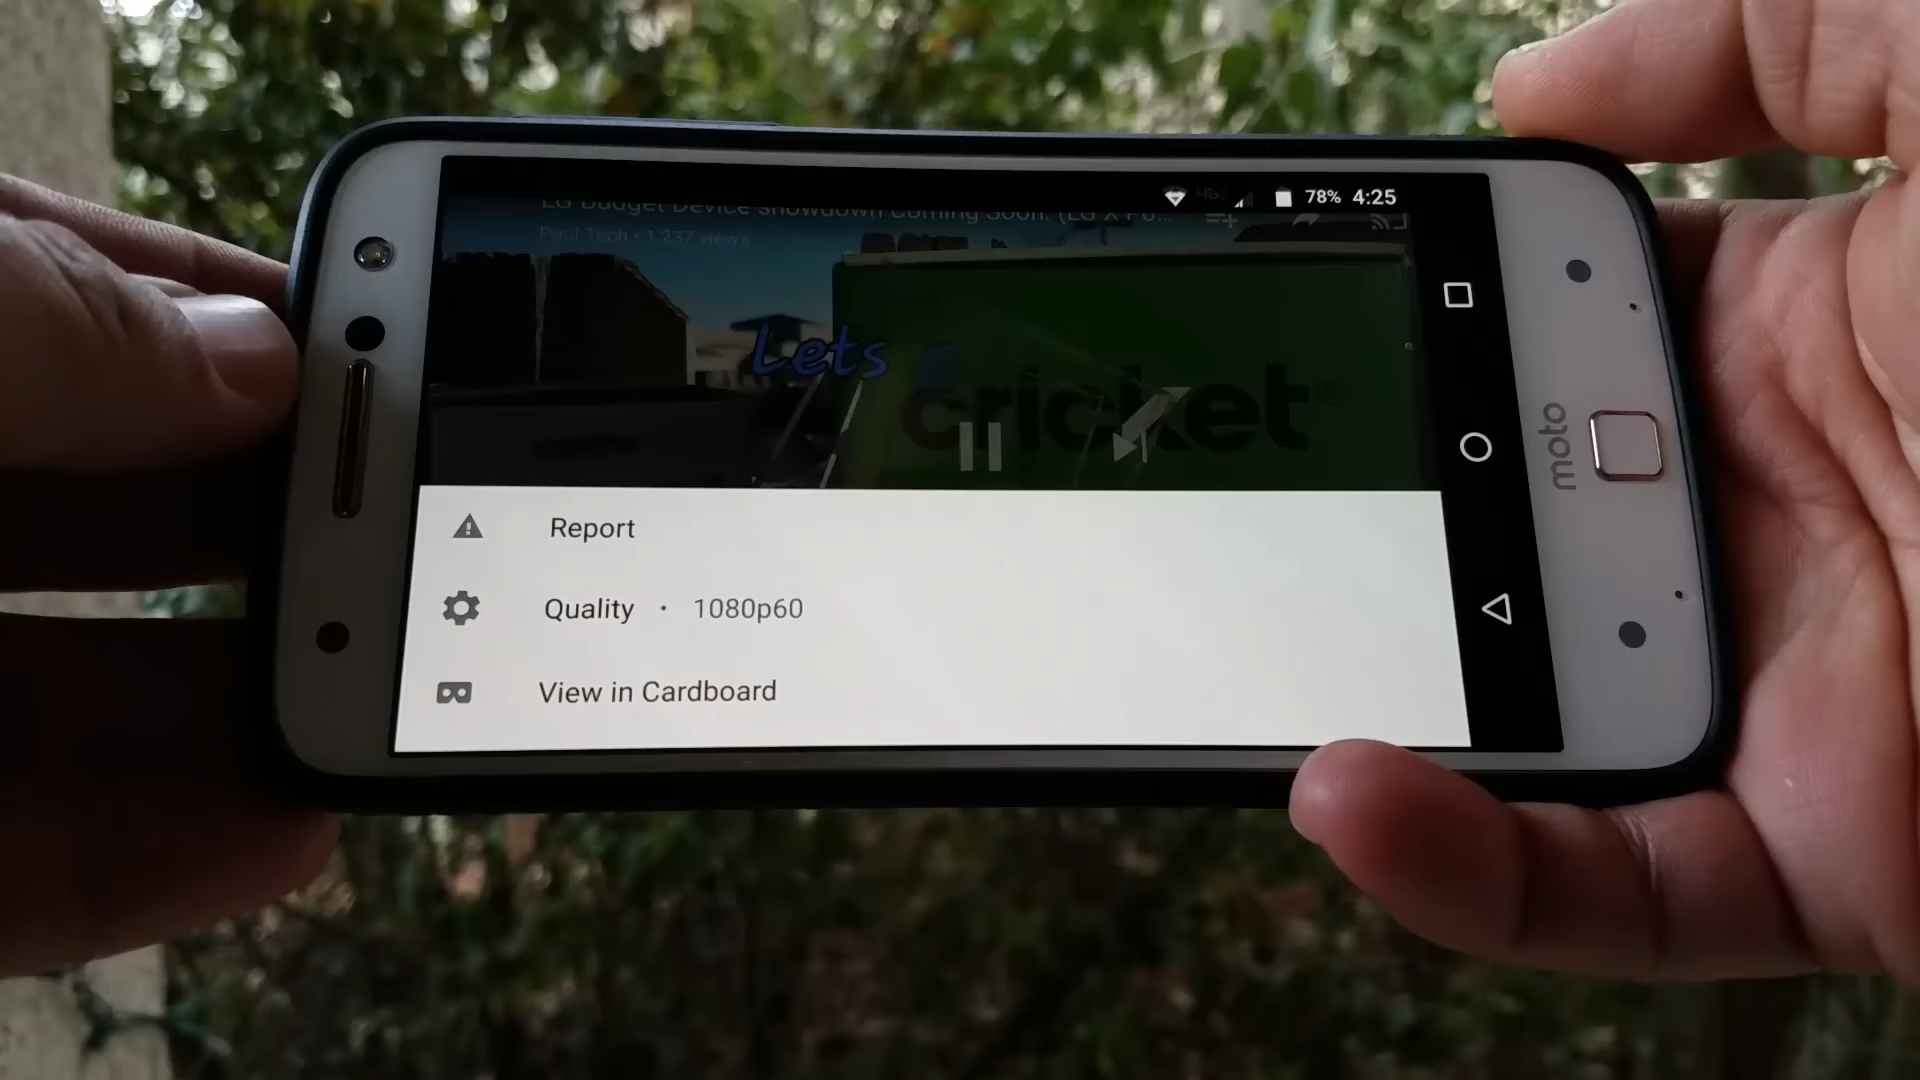 78% 4:25
LG Budget Device Showdown Coming Soon! (LG X Po...
Paul Tech · 1,237 views
Lets
cricket
Report
Quality · 1080p60
View in Cardboard
moto